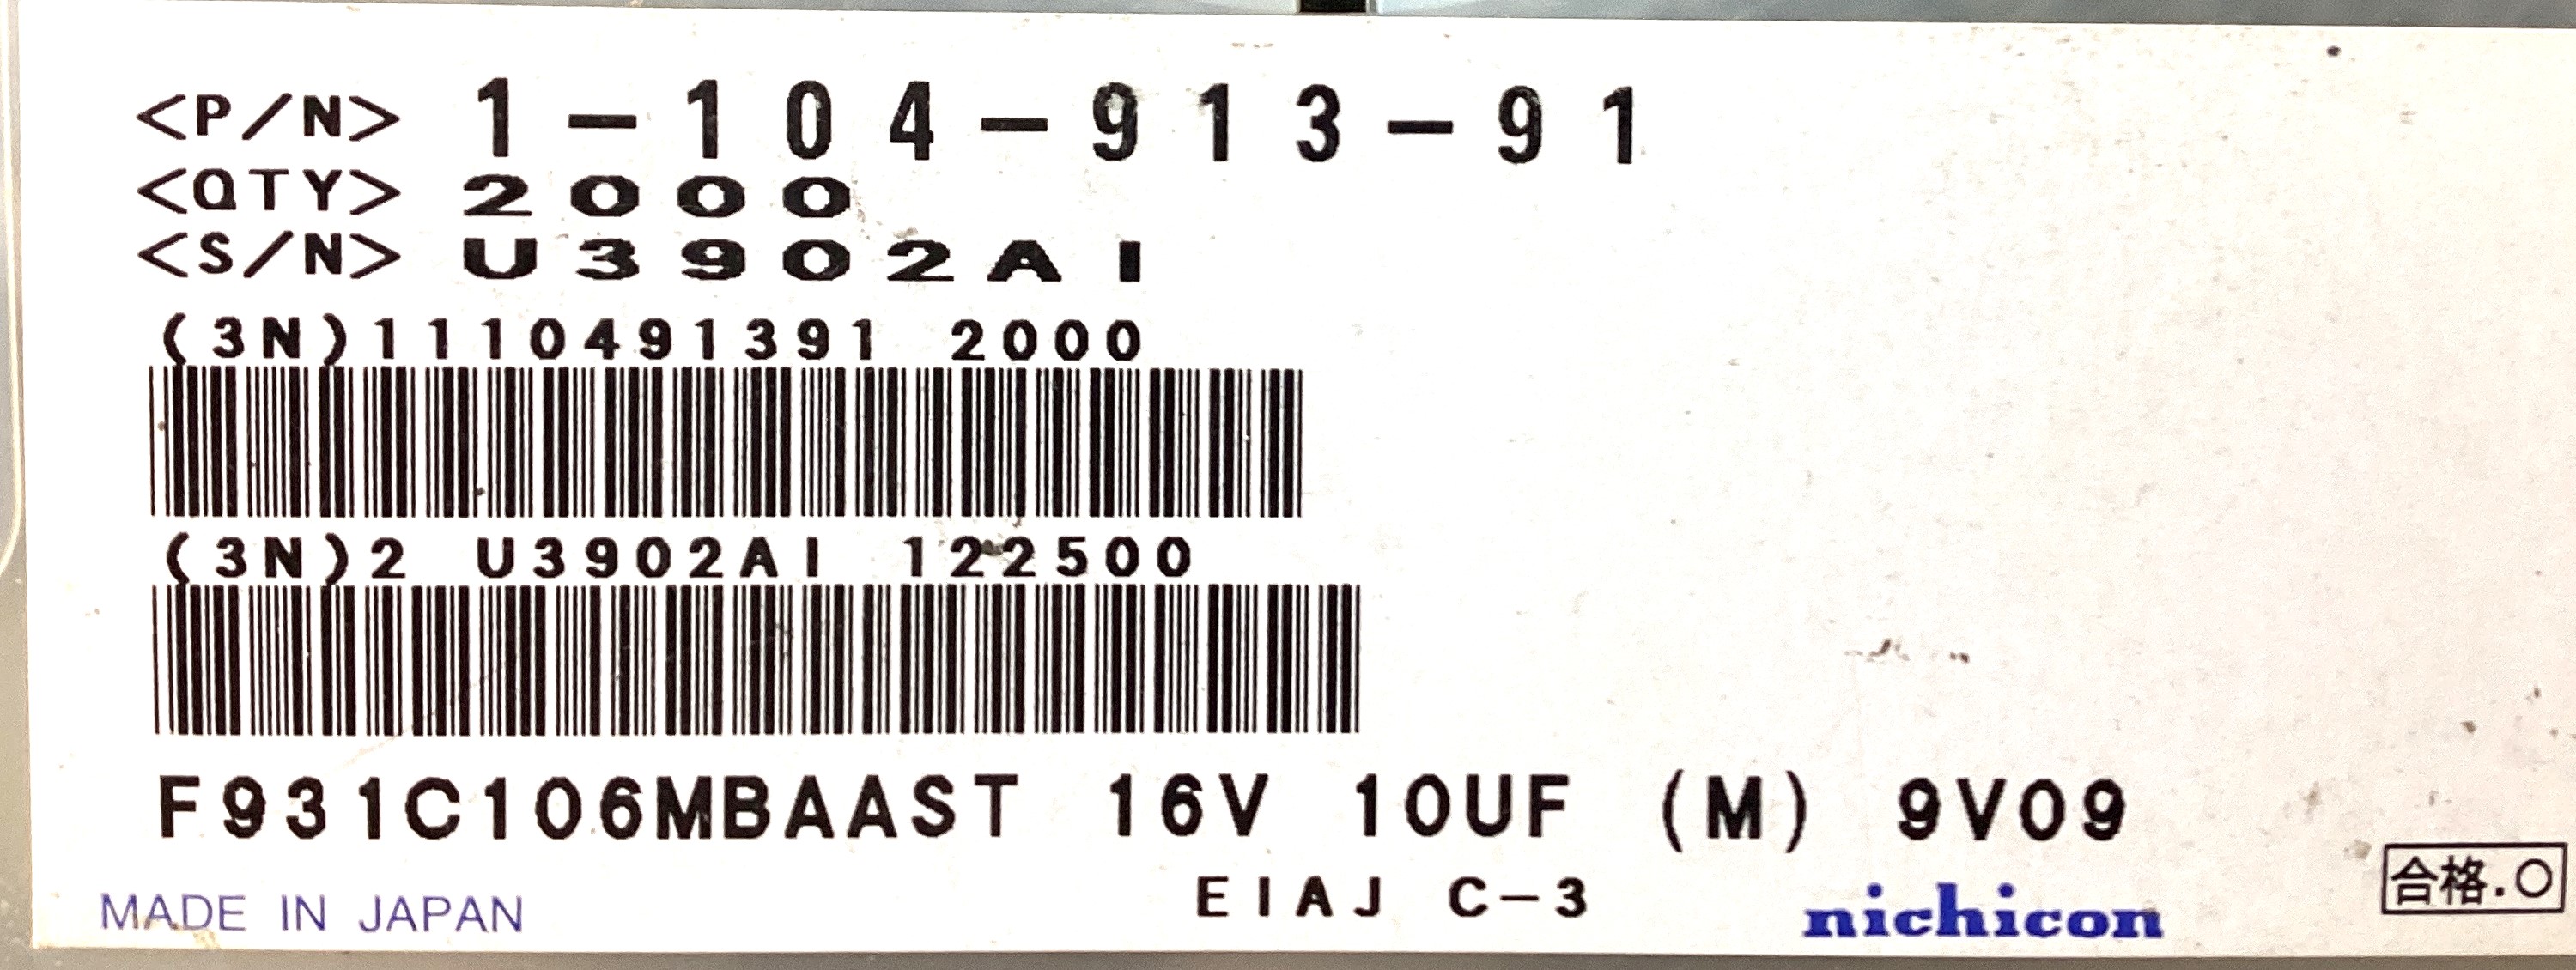 <P/N> 1-104-913-91
<QTY> 2000
<S/N> U3902AI
(3N)1110491391 2000
(3N)2 U3902AI 122500
F931C106MBAAST 16V 10UF (M) 9V09
MADE IN JAPAN
EIAJ C-3
nichicon
合格.〇